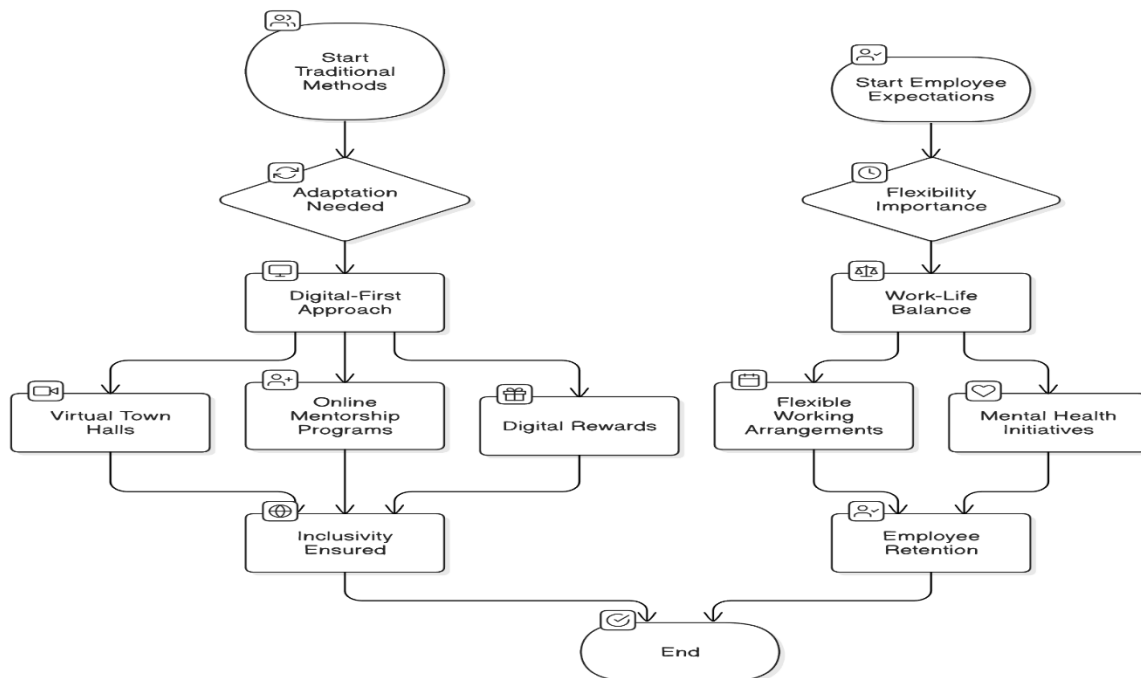 Start
Traditional
Methods
Start Employee
Expectations
Adaptation
Needed
Flexibility
Importance
Digital-First
Approach
Work-Life
Balance
Virtual Town
Halls
Online
Mentorship
Programs
Digital Rewards
Flexible
Working
Arrangements
Mental Health
Initiatives
Inclusivity
Ensured
Employee
Retention
End